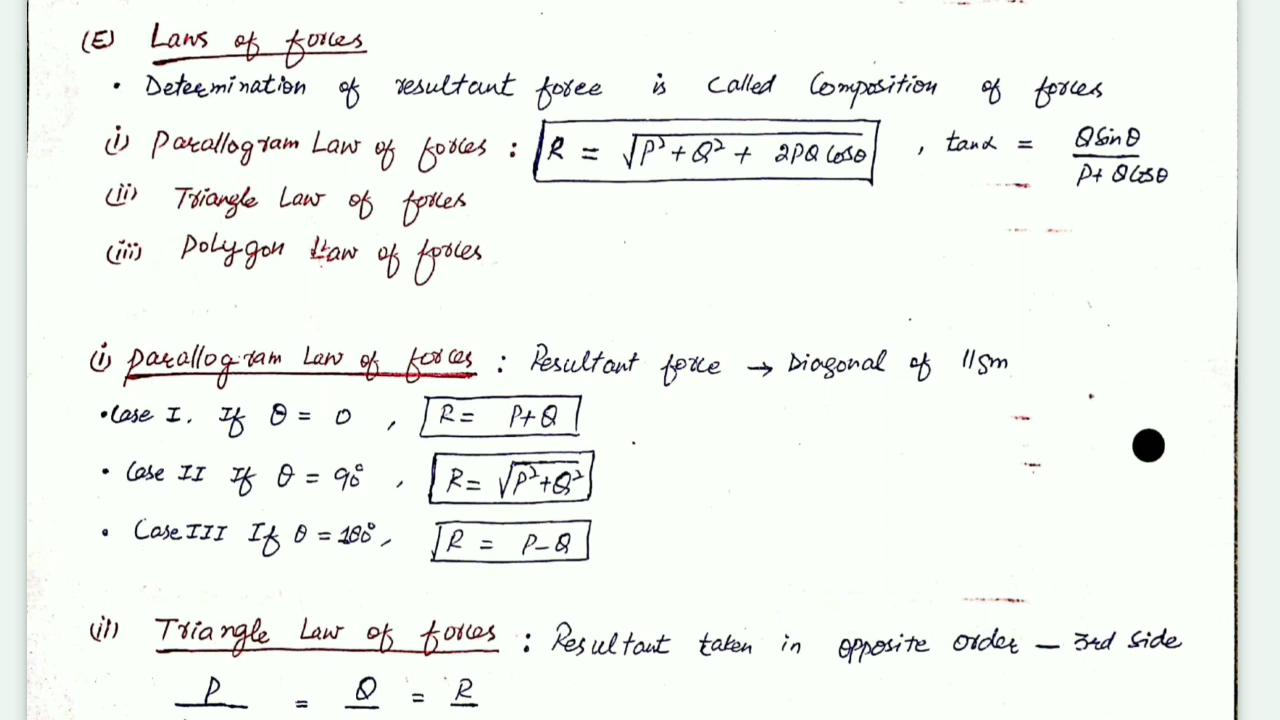 (E) Laws of forces
• Determination of resultant force is called Composition of forces
(i) Parallogram Law of forces : R = √P²+Q²+ 2PQ Cosθ , tanα = Qsinθ / P+ Qcosθ
(ii) Triangle Law of forces
(iii) Polygon Law of forces
(i) parallogram Law of forces : Resultant force → Diagonal of ||gm
• Case I. If θ = 0 , R = P+Q
• Case II If θ = 90° , R = √P²+Q²
• Case III If θ = 180°, R = P-Q
(ii) Triangle Law of forces : Resultant taken in opposite order - 3rd side
P = Q = R